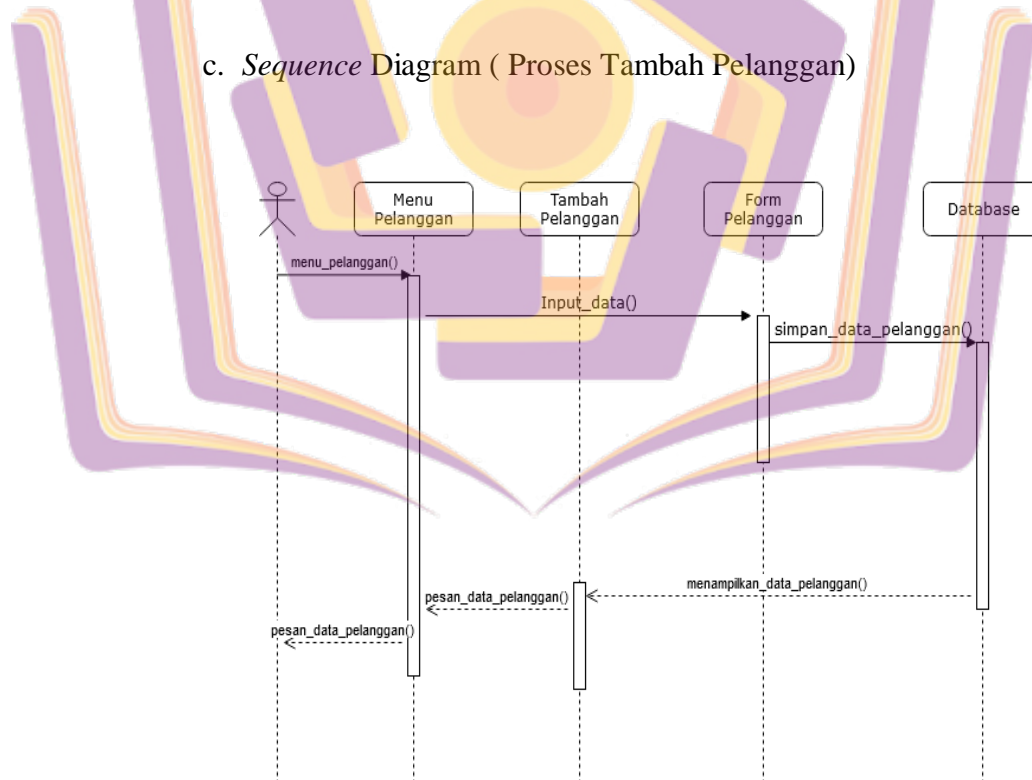 c. Sequence Diagram ( Proses Tambah Pelanggan)
Menu
Pelanggan
Tambah
Pelanggan
Form
Pelanggan
Database
menu_pelanggan()
Input_data()
simpan_data_pelanggan()
menampilkan_data_pelanggan()
pesan_data_pelanggan()
pesan_data_pelanggan()